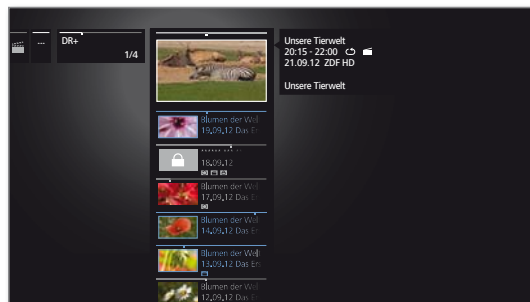 ...
DR+
1/4
Unsere Tierwelt
20:15 - 22:00
21.09.12 ZDF HD
Unsere Tierwelt
Blumen der Wel
19.09.12 Das Er
18.09.12
Blumen der Wel
17.09.12 Das Er
Blumen der Wel
14.09.12 Das Er
Blumen der Welt
13.09.12 Das Er
Blumen der Wel
12.09.12 Das Er